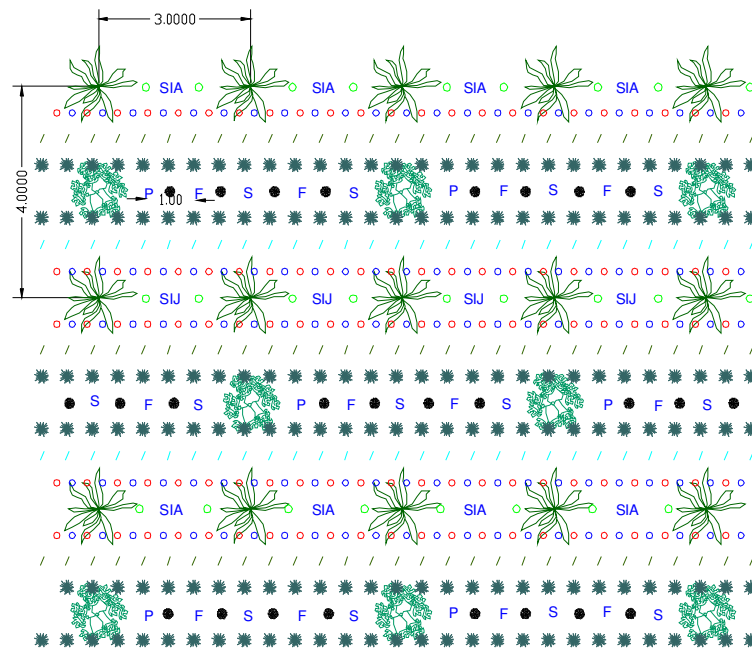 3.0000
SIA SIA SIA SIA
4.0000
P F S F S P F S F S
1.00
SIJ SIJ SIJ SIJ
S F S P F S F S P F S
SIA SIA SIA SIA
P F S F S P F S F S